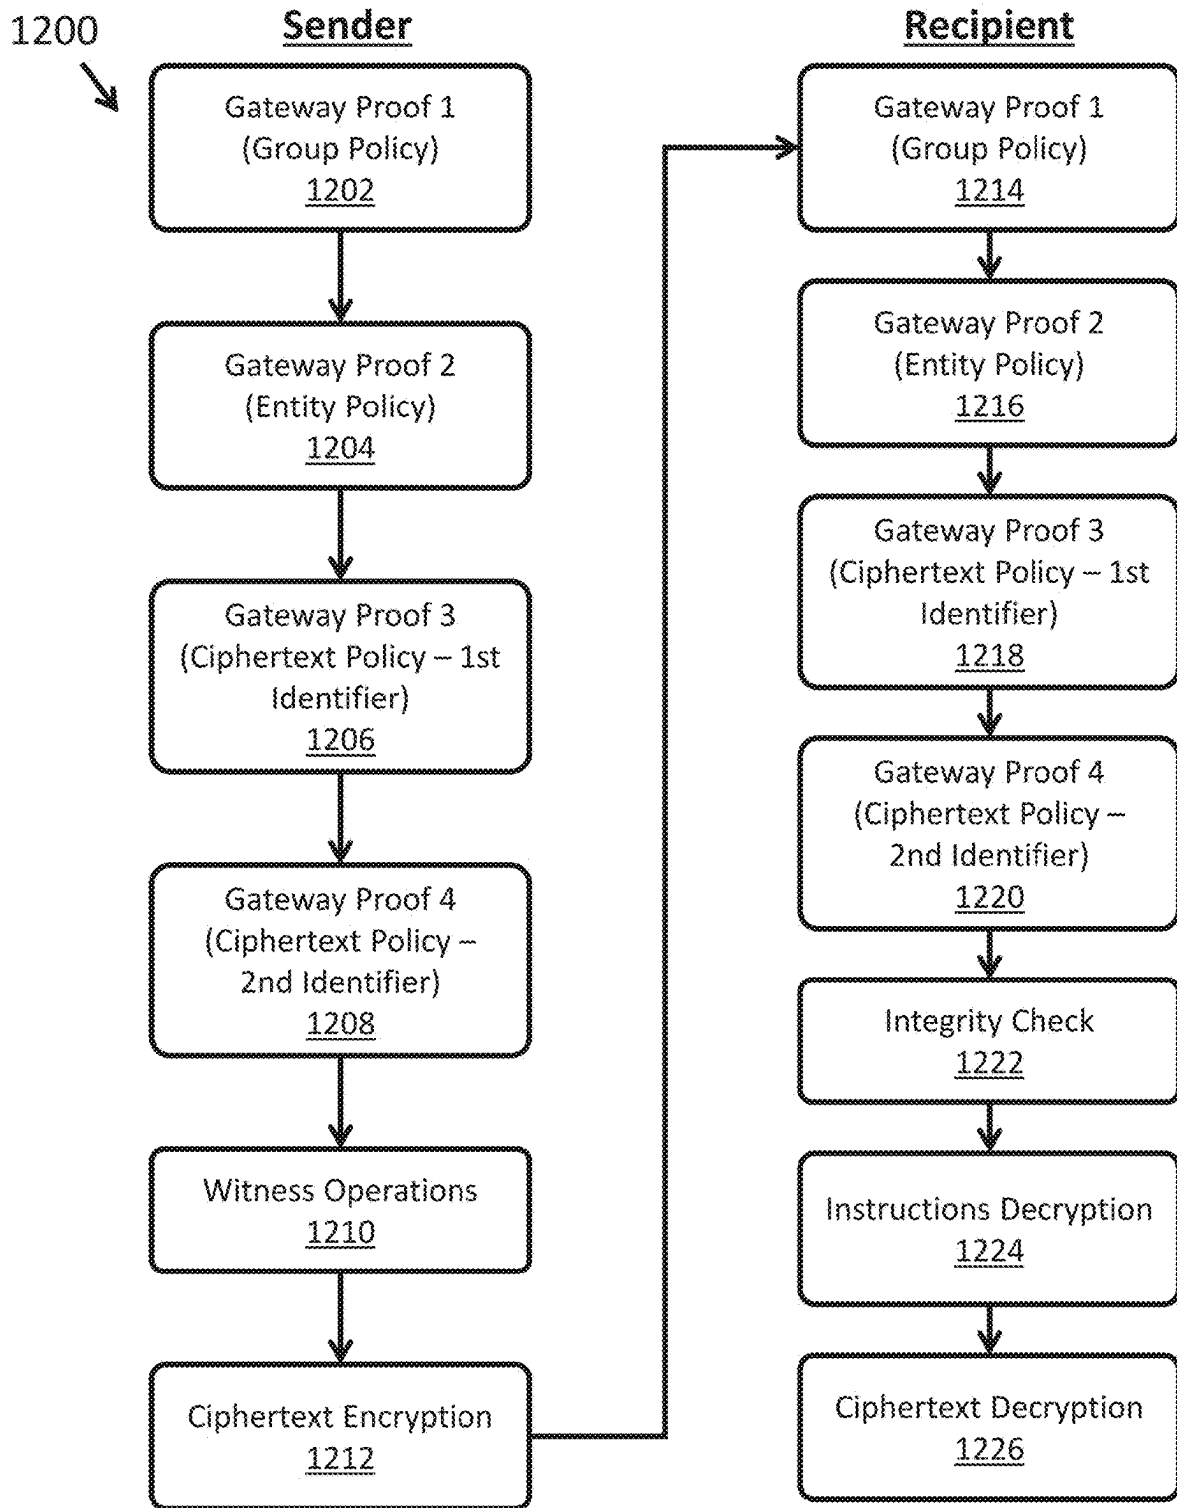 1200
Sender
Gateway Proof 1
(Group Policy)
1202
Gateway Proof 2
(Entity Policy)
1204
Gateway Proof 3
(Ciphertext Policy – 1st
Identifier)
1206
Gateway Proof 4
(Ciphertext Policy –
2nd Identifier)
1208
Witness Operations
1210
Ciphertext Encryption
1212
Recipient
Gateway Proof 1
(Group Policy)
1214
Gateway Proof 2
(Entity Policy)
1216
Gateway Proof 3
(Ciphertext Policy – 1st
Identifier)
1218
Gateway Proof 4
(Ciphertext Policy –
2nd Identifier)
1220
Integrity Check
1222
Instructions Decryption
1224
Ciphertext Decryption
1226